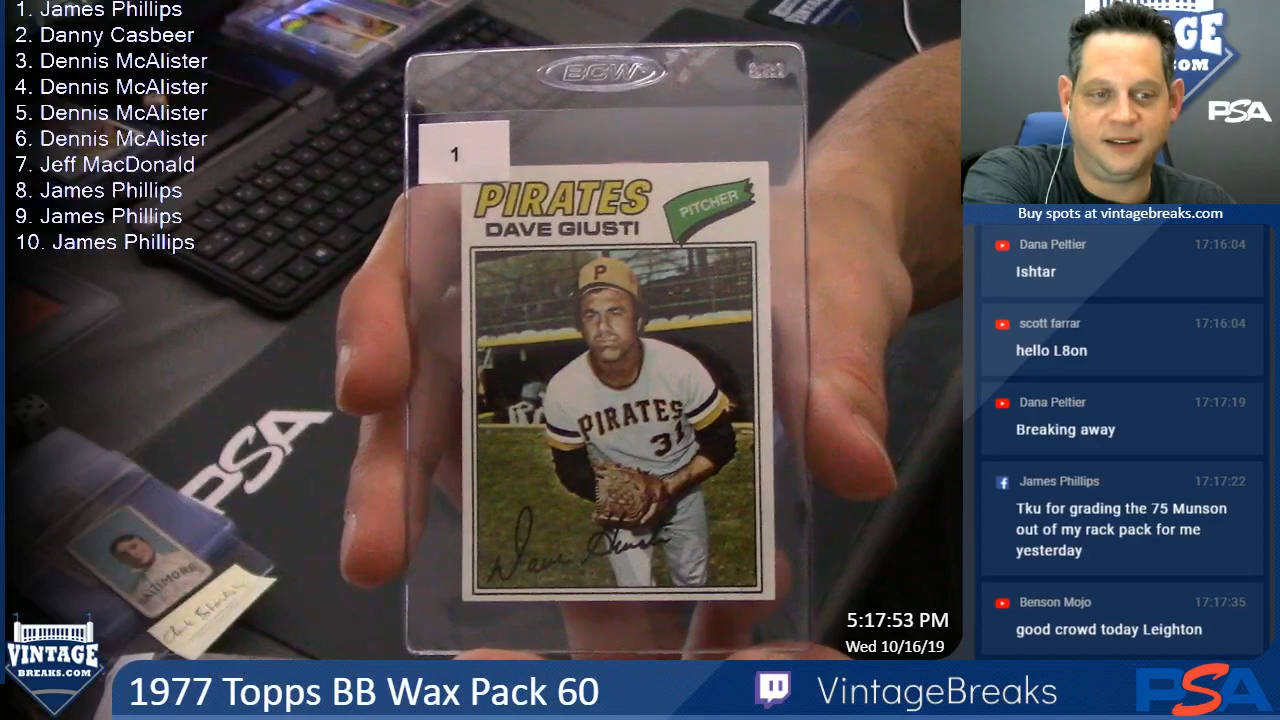 1. James Phillips
2. Danny Casbeer
3. Dennis McAlister
4. Dennis McAlister
5. Dennis McAlister
6. Dennis McAlister
7. Jeff MacDonald
8. James Phillips
9. James Phillips
10. James Phillips
BCW
1
PIRATES
DAVE GIUSTI
PITCHER
P
PIRATES
31
Dave Giusti
PSA
BALTIMORE
VINTAGE
BREAKS.COM
5:17:53 PM
Wed 10/16/19
1977 Topps BB Wax Pack 60
VintageBreaks
PSA
PSA
Buy spots at vintagebreaks.com
Dana Peltier 17:16:04
Ishtar
scott farrar 17:16:04
hello L8on
Dana Peltier 17:17:19
Breaking away
James Phillips 17:17:22
Tku for grading the 75 Munson
out of my rack pack for me
yesterday
Benson Mojo 17:17:35
good crowd today Leighton